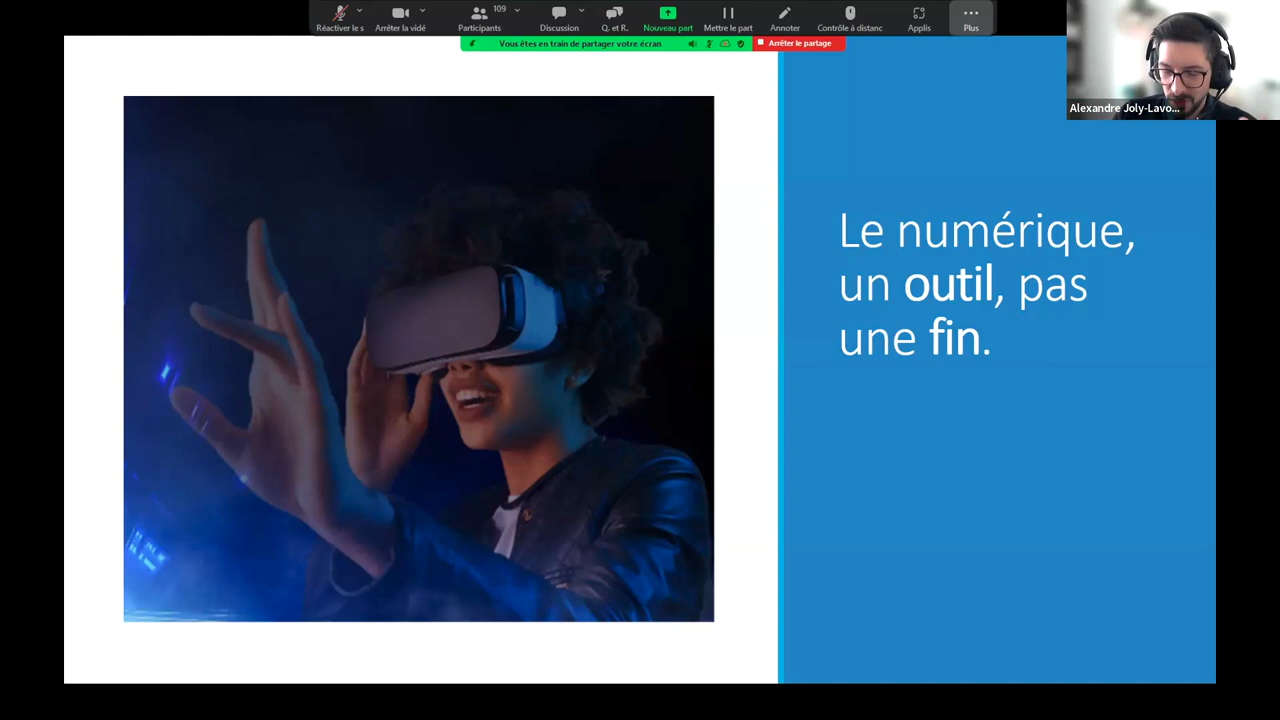 109
Réactiver le s
Arrêter la vidé
Participants
Discussion
Q. et R.
Nouveau part
Mettre le part
Annoter
Contrôle à distanc
Applis
Plus
Vous êtes en train de partager votre écran
Arrêter le partage
Alexandre Joly-Lavo...
Le numérique,
un outil, pas
une fin.